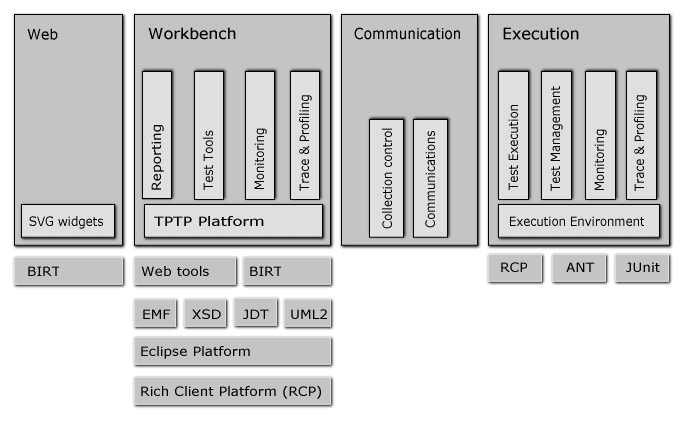 Web
SVG widgets
BIRT
Workbench
Reporting
Test Tools
Monitoring
Trace & Profiling
TPTP Platform
Web tools
BIRT
EMF
XSD
JDT
UML2
Eclipse Platform
Rich Client Platform (RCP)
Communication
Collection control
Communications
Execution
Test Execution
Test Management
Monitoring
Trace & Profiling
Execution Environment
RCP
ANT
JUnit